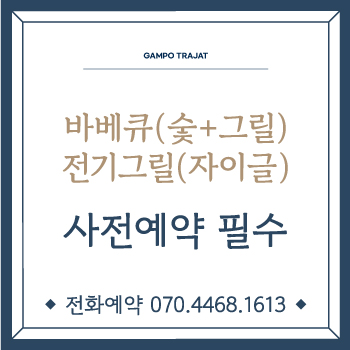 GAMPO TRAJAT
바베큐(숯+그릴)
전기그릴(자이글)
사전예약 필수
◆ 전화예약 070.4468.1613 ◆